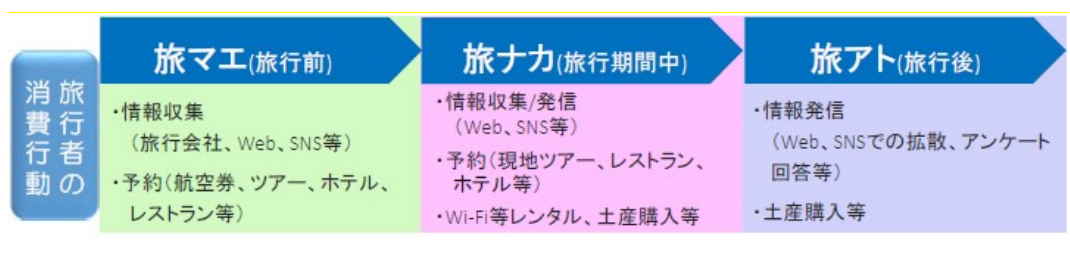 旅行者の
消費行動
旅マエ(旅行前)
・情報収集
(旅行会社、Web、SNS等)
・予約(航空券、ツアー、ホテル、
レストラン等)
旅ナカ(旅行期間中)
・情報収集/発信
(Web、SNS等)
・予約(現地ツアー、レストラン、
ホテル等)
・Wi-Fi等レンタル、土産購入等
旅アト(旅行後)
・情報発信
(Web、SNSでの拡散、アンケート
回答等)
・土産購入等